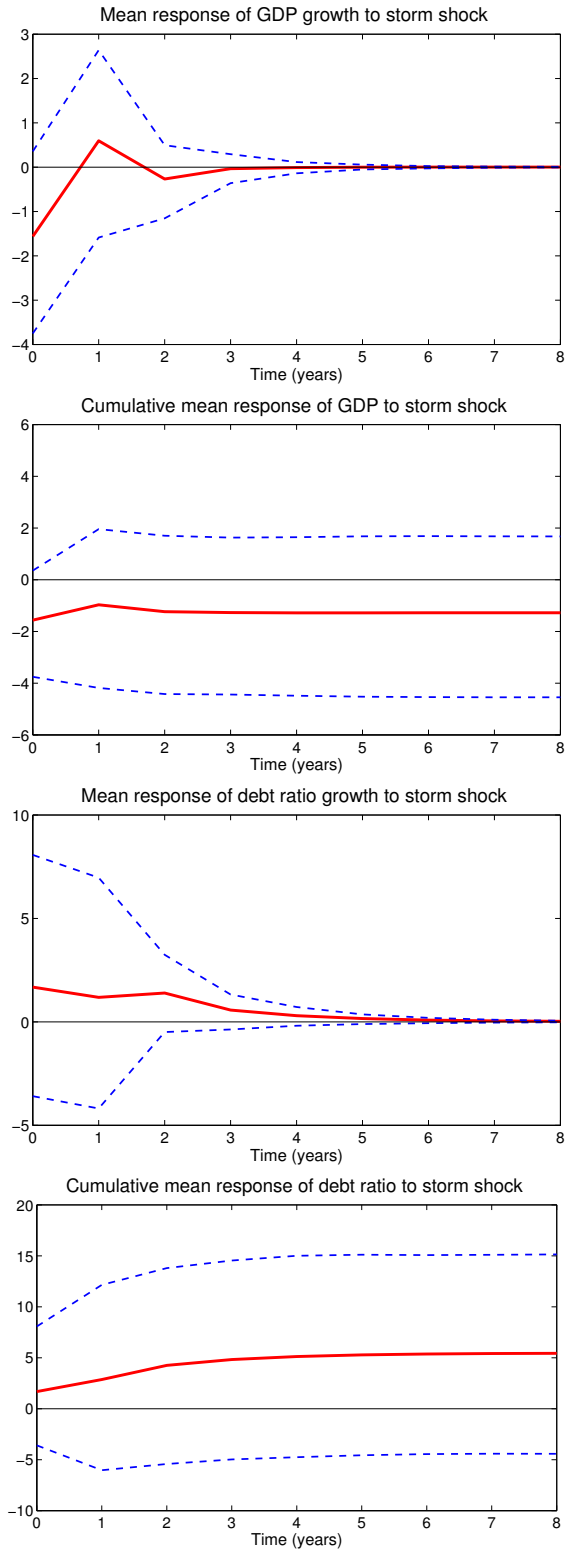 Mean response of GDP growth to storm shock
3
2
1
0
−1
−2
−3
−4
0 1 2 3 4 5 6 7 8
Time (years)
Cumulative mean response of GDP to storm shock
6
4
2
0
−2
−4
−6
0 1 2 3 4 5 6 7 8
Time (years)
Mean response of debt ratio growth to storm shock
10
5
0
−5
0 1 2 3 4 5 6 7 8
Time (years)
Cumulative mean response of debt ratio to storm shock
20
15
10
5
0
−5
−10
0 1 2 3 4 5 6 7 8
Time (years)